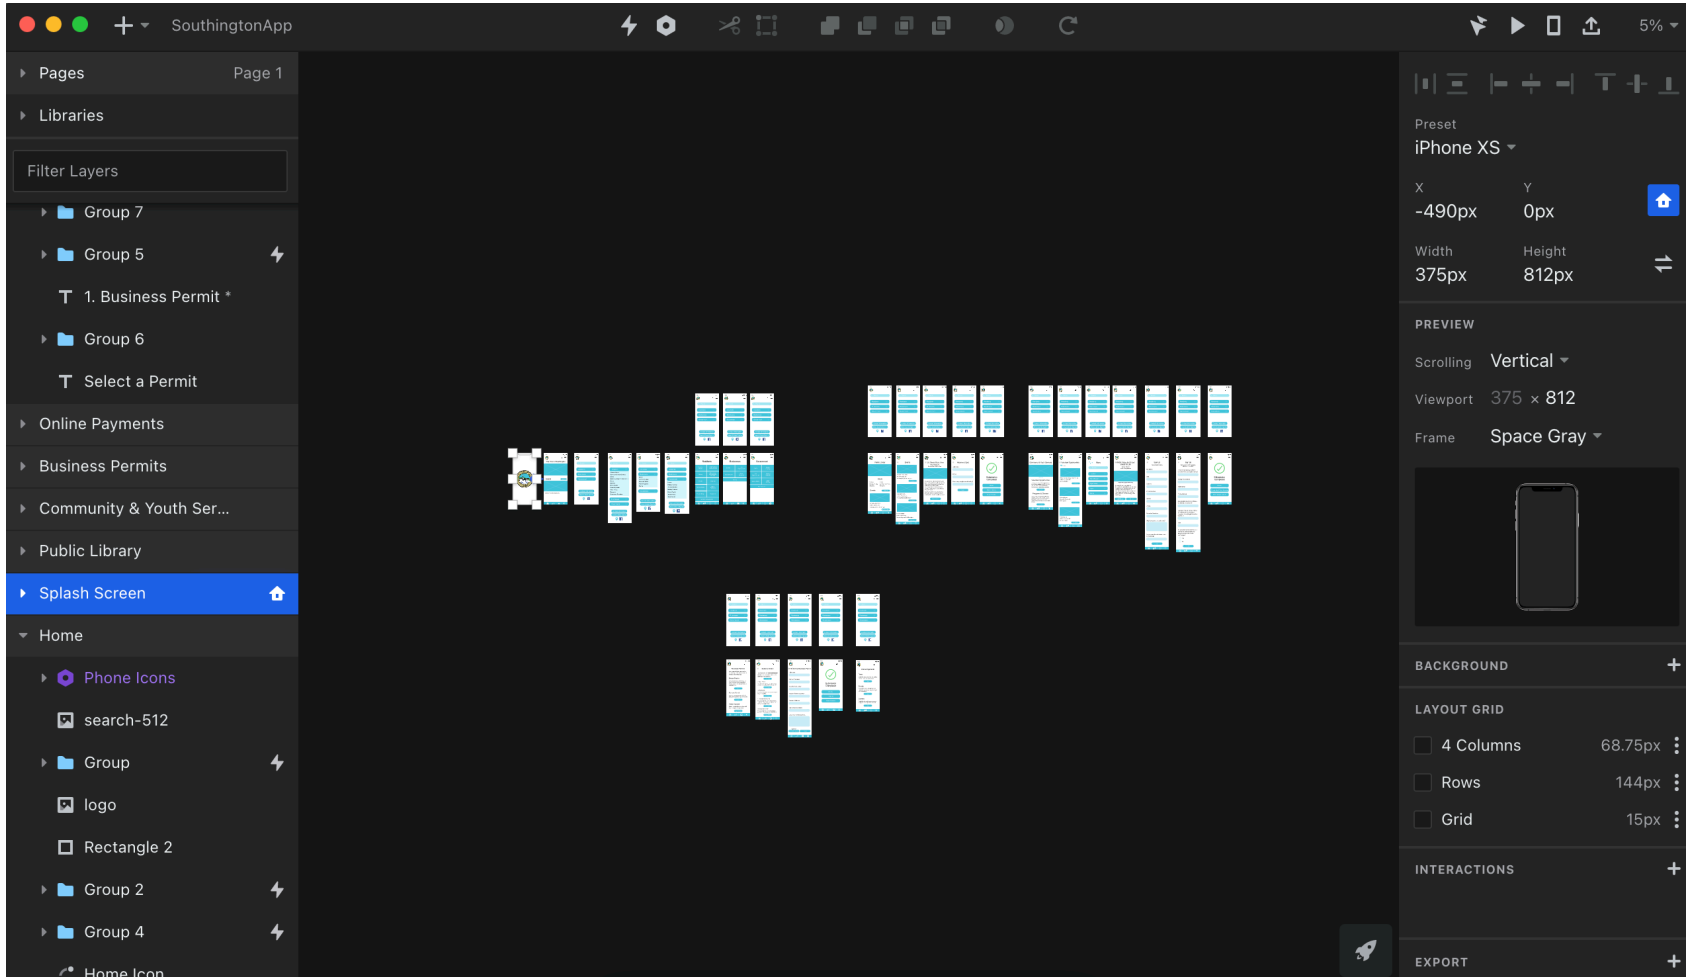 SouthingtonApp
5%
Pages Page 1
Libraries
Filter Layers
Group 7
Group 5
1. Business Permit *
Group 6
Select a Permit
Online Payments
Business Permits
Community & Youth Ser...
Public Library
Splash Screen
Home
Phone Icons
search-512
Group
logo
Rectangle 2
Group 2
Group 4
Home Icon
Preset
iPhone XS
X Y
-490px 0px
Width Height
375px 812px
PREVIEW
Scrolling Vertical
Viewport 375 × 812
Frame Space Gray
BACKGROUND
LAYOUT GRID
4 Columns 68.75px
Rows 144px
Grid 15px
INTERACTIONS
EXPORT